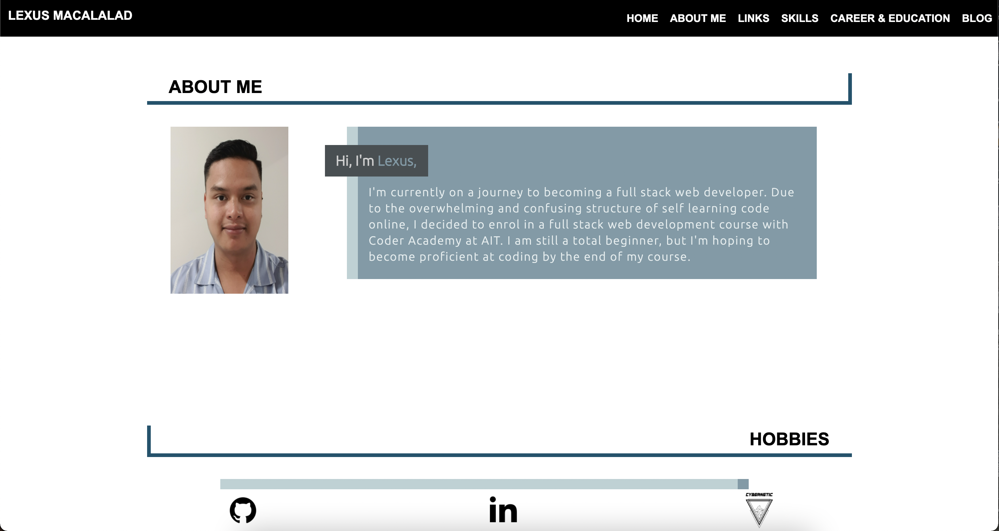 LEXUS MACALALAD
HOME ABOUT ME LINKS SKILLS CAREER & EDUCATION BLOG
ABOUT ME
Hi, I'm Lexus,
I'm currently on a journey to becoming a full stack web developer. Due
to the overwhelming and confusing structure of self learning code
online, I decided to enrol in a full stack web development course with
Coder Academy at AIT. I am still a total beginner, but I'm hoping to
become proficient at coding by the end of my course.
HOBBIES
in
CYBERNETIC